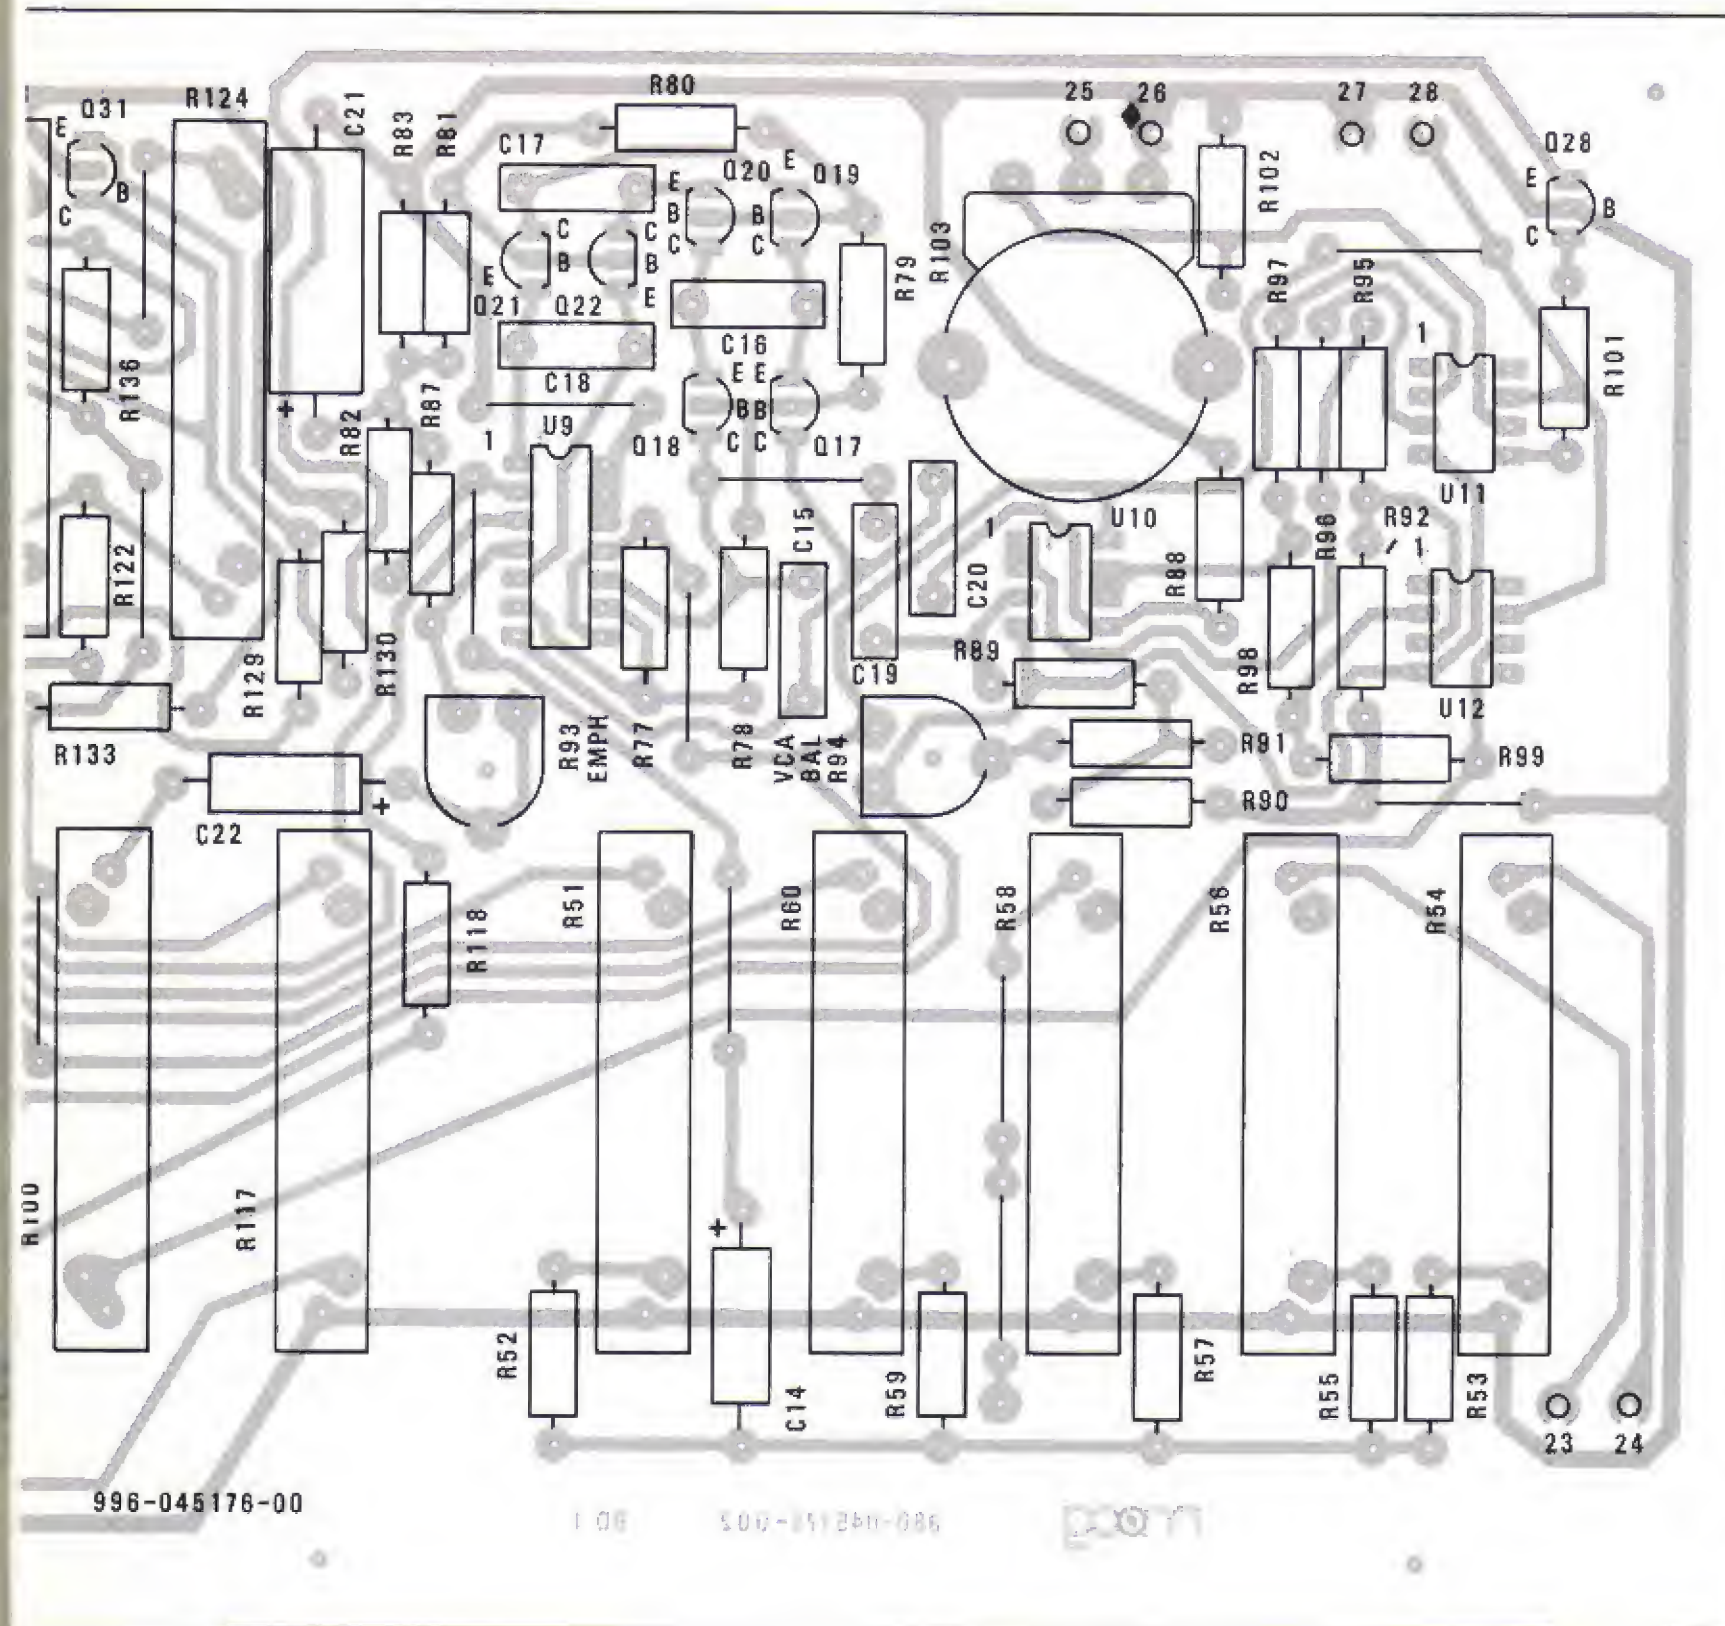 R80
25
26
27
28
Q31
R124
C21
R83
R81
C17
E
Q20
E
Q19
R102
Q28
E
B
C
E
B
C
B
C
E
B
C
R103
R97
R95
C
B
E
C
B
E
Q21
Q22
R79
R136
C16
1
R101
C18
R82
R87
E
E
B
B
C
C
1
U9
Q18
Q17
U11
C15
1
U10
R92
R96
1
R122
R88
C20
R129
R130
R89
R98
C19
U12
R133
R93
EMPH
R77
R78
VCA
BAL
R94
R91
R99
R90
C22
R118
R51
R60
R58
R56
R54
R100
R117
+
+
+
R52
C14
R59
R57
R55
R53
23
24
996-045176-00
BD 1